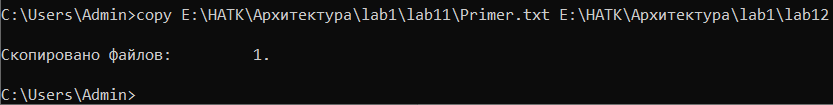 C:\Users\Admin>copy E:\НАТК\Архитектура\lab1\lab11\Primer.txt E:\НАТК\Архитектура\lab1\lab12
Скопировано файлов:         1.
C:\Users\Admin>